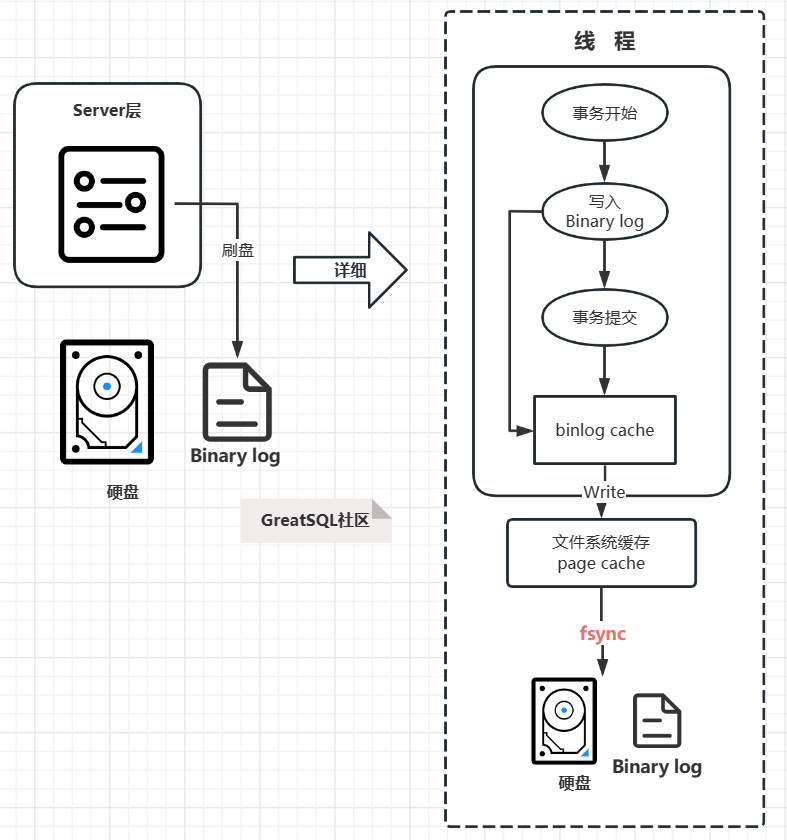 Server层
刷盘
硬盘
Binary log
GreatSQL社区
详细
线 程
事务开始
写入
Binary log
事务提交
binlog cache
Write
文件系统缓存
page cache
fsync
硬盘
Binary log